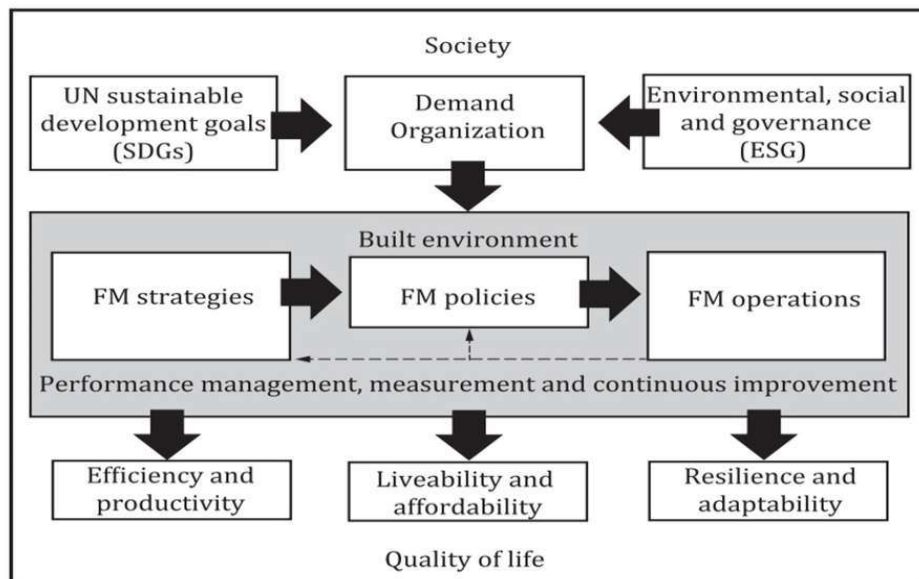 Society
UN sustainable
development goals
(SDGs)
Demand
Organization
Environmental, social
and governance
(ESG)
Built environment
FM strategies
FM policies
FM operations
Performance management, measurement and continuous improvement
Efficiency and
productivity
Liveability and
affordability
Resilience and
adaptability
Quality of life